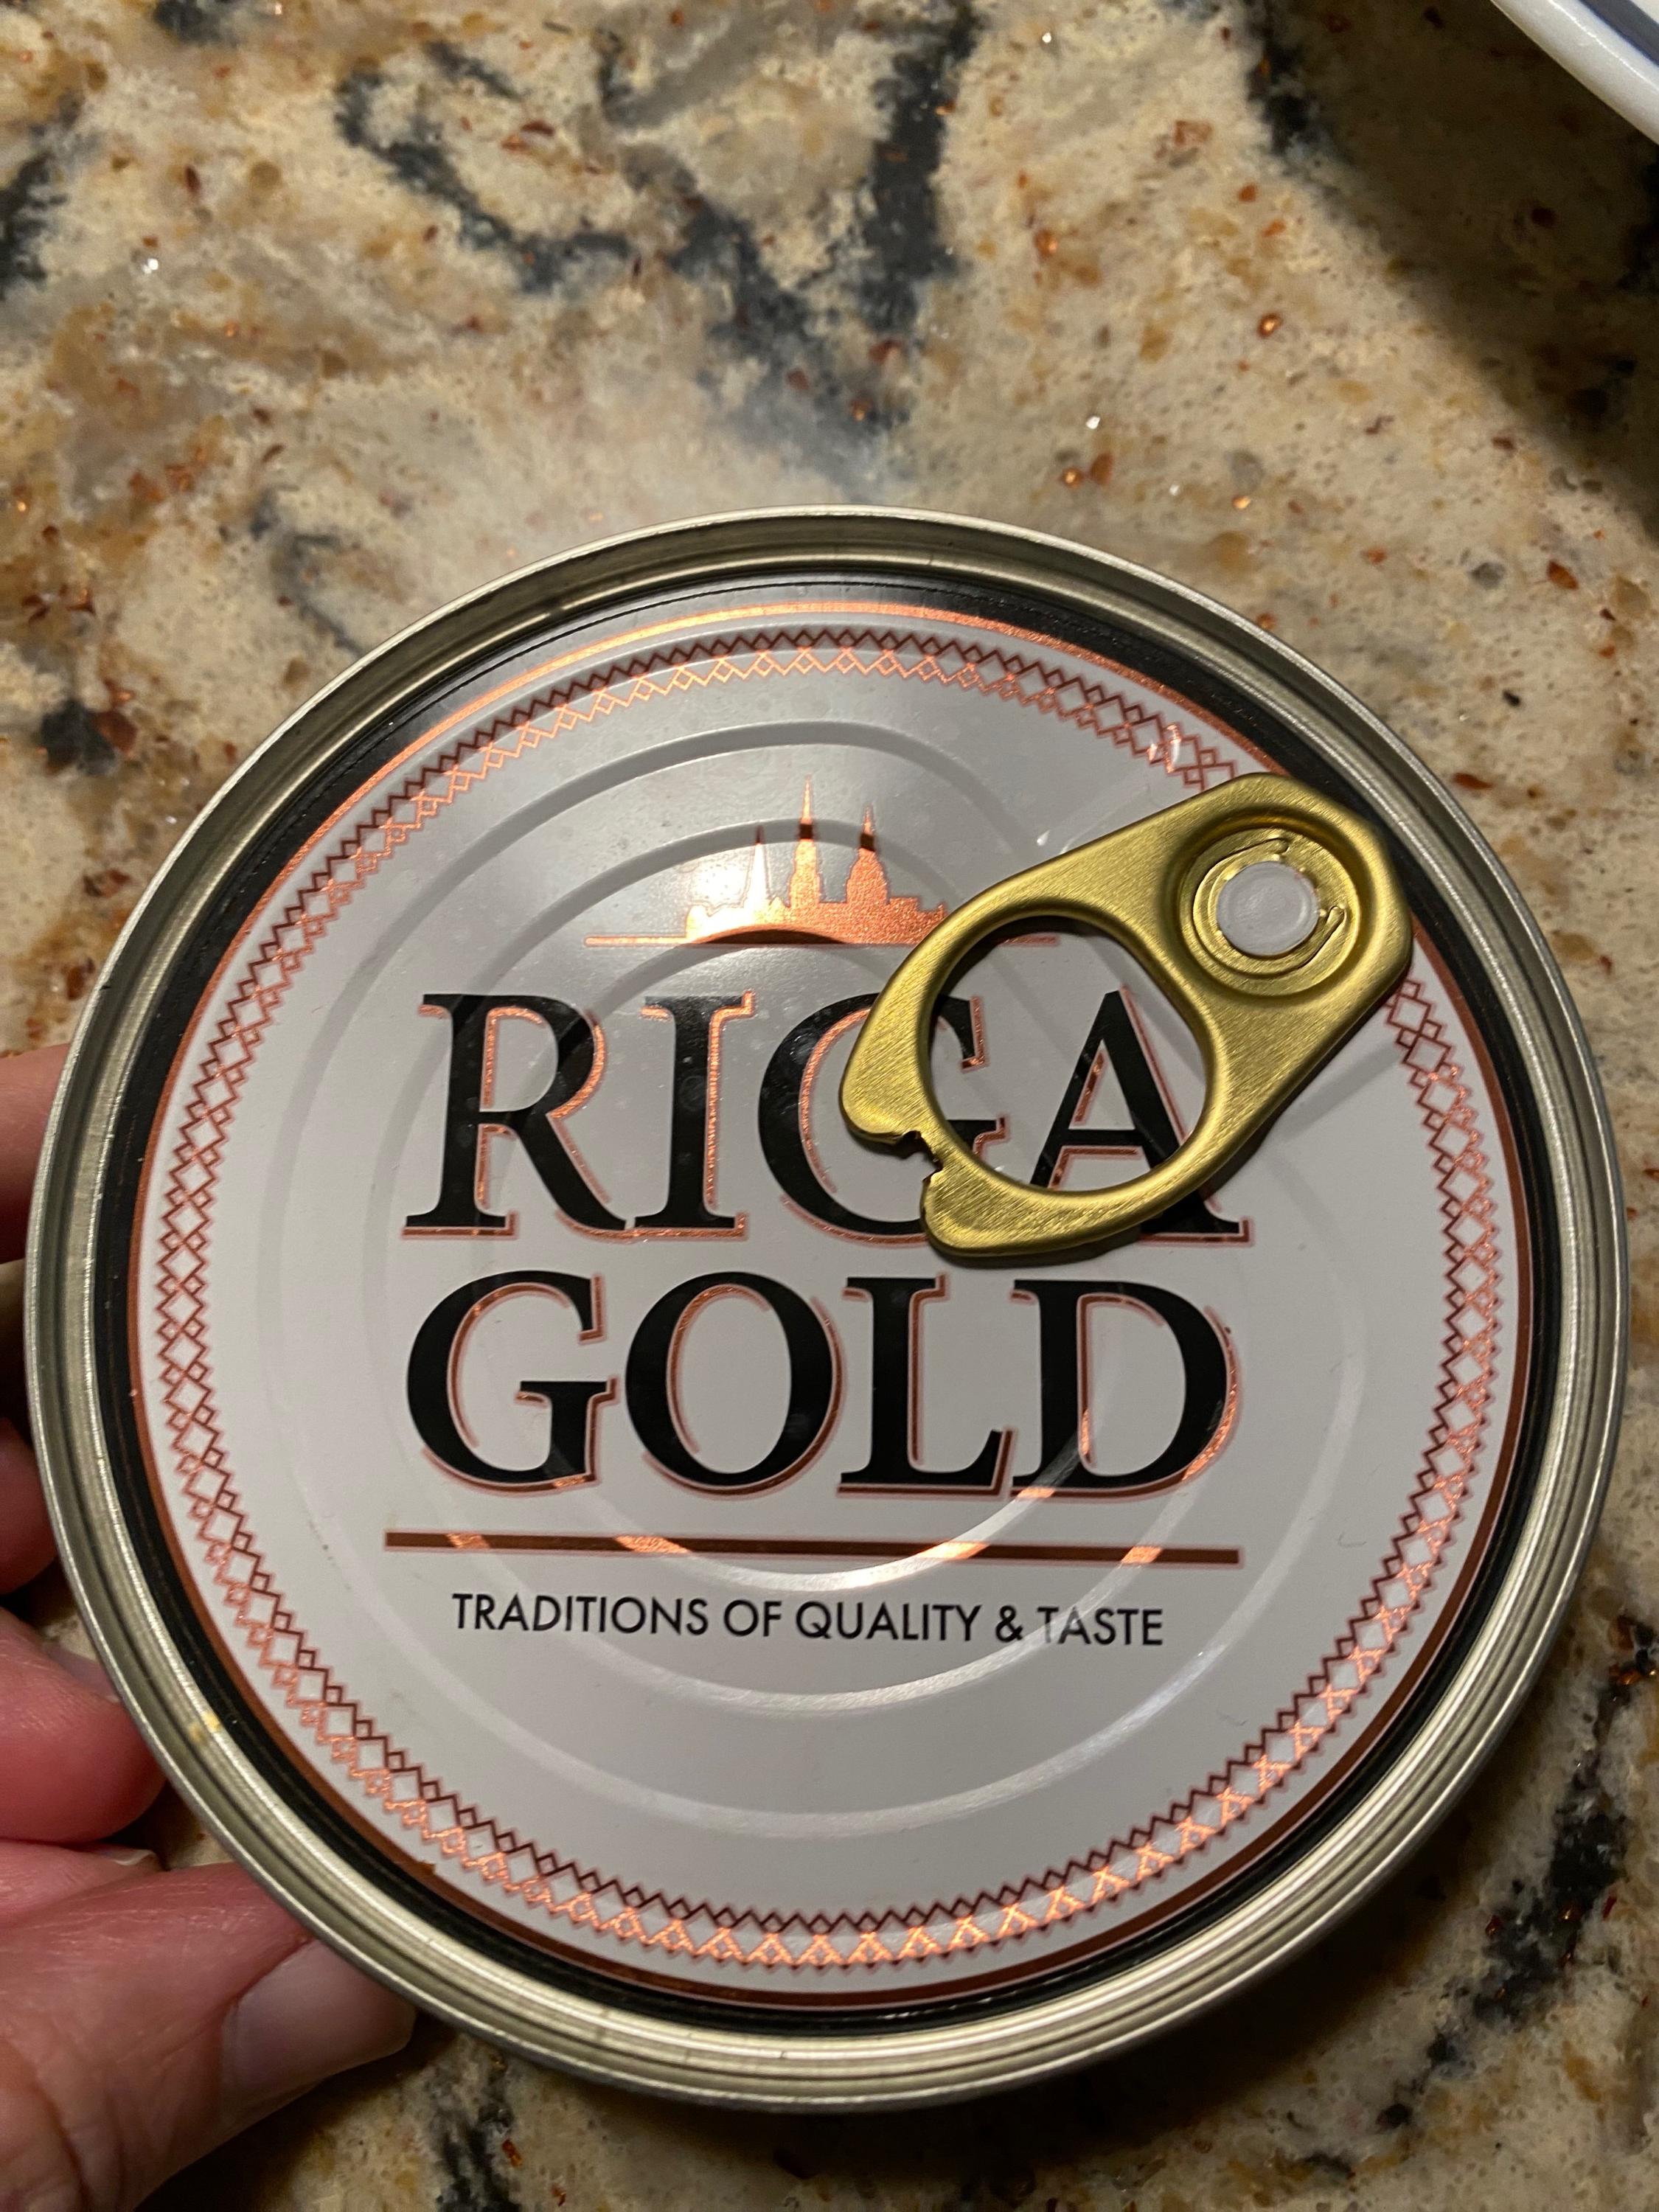 RIGA
GOLD
TRADITIONS OF QUALITY & TASTE